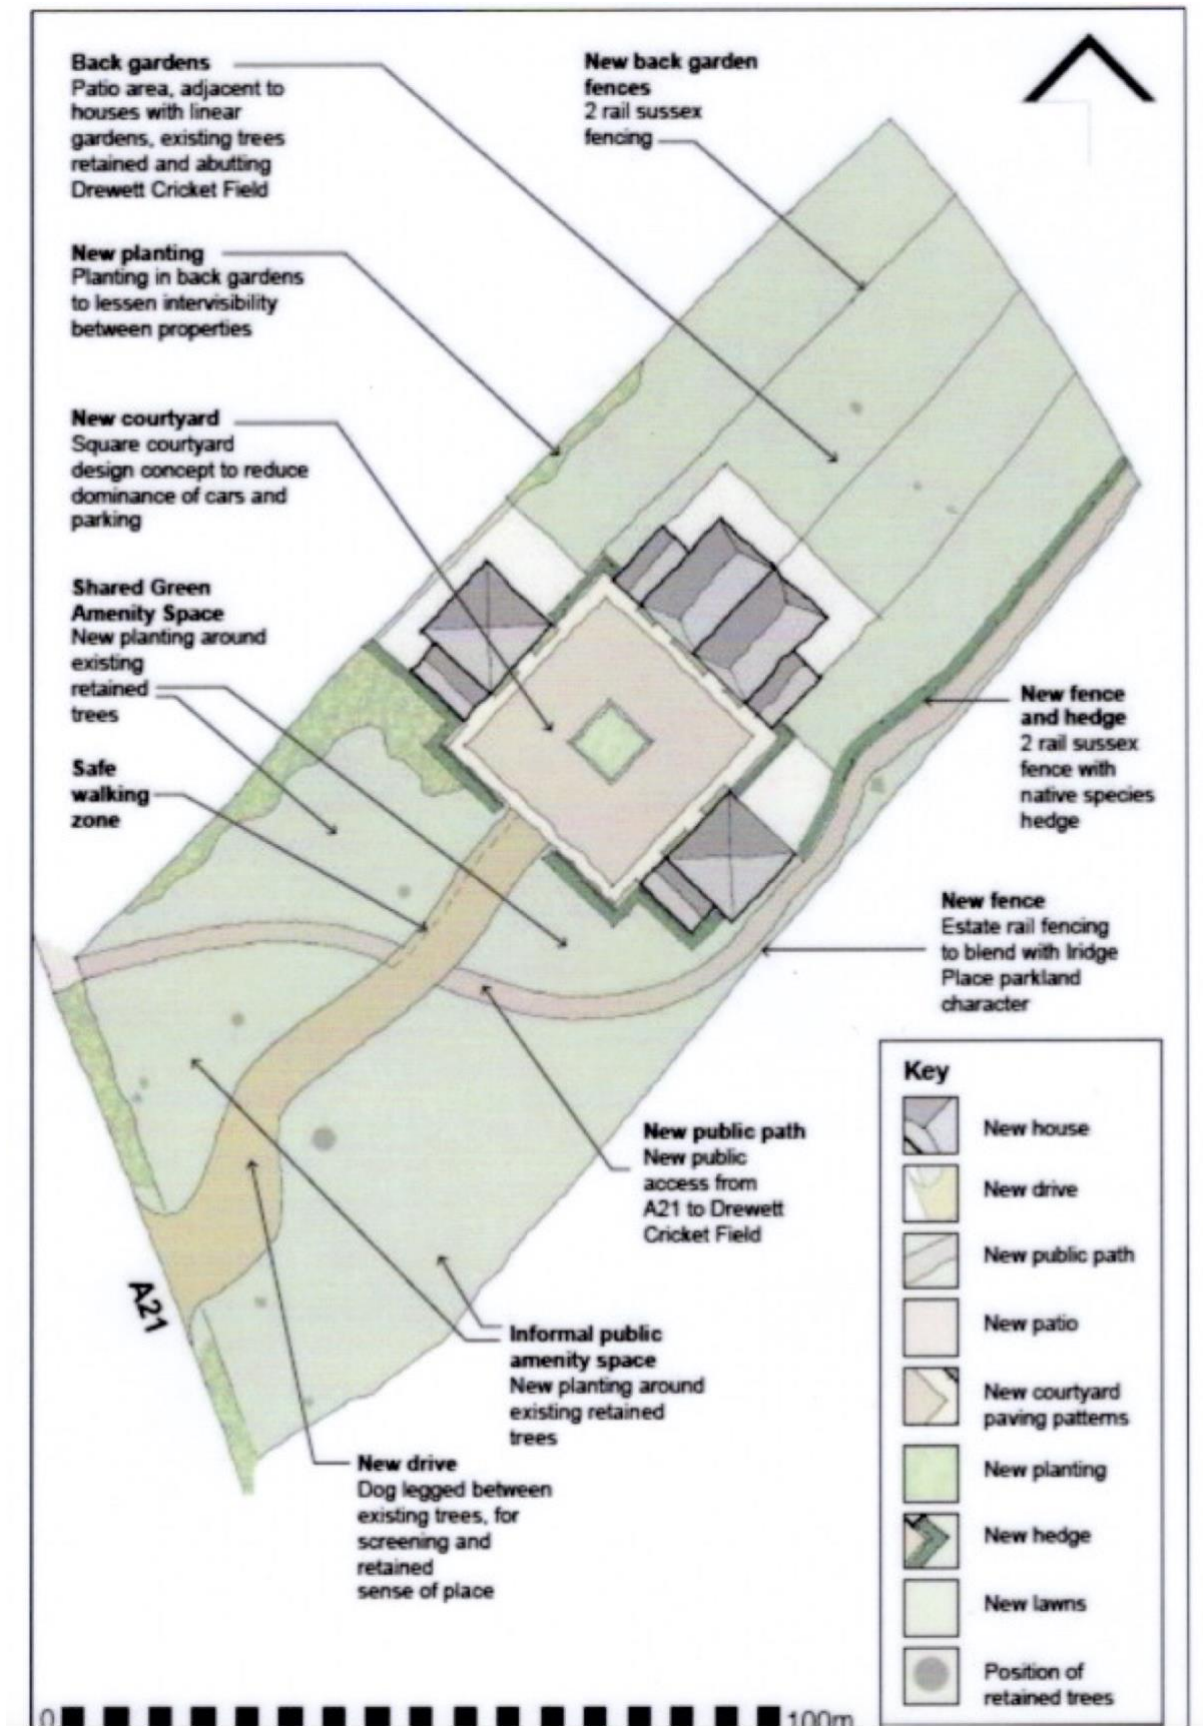 Back gardens
Patio area, adjacent to
houses with linear
gardens, existing trees
retained and abutting
Drewett Cricket Field
New back garden
fences
2 rail sussex
fencing
New planting
Planting in back gardens
to lessen intervisibility
between properties
New courtyard
Square courtyard
design concept to reduce
dominance of cars and
parking
Shared Green
Amenity Space
New planting around
existing
retained
trees
Safe
walking
zone
New fence
and hedge
2 rail sussex
fence with
native species
hedge
New fence
Estate rail fencing
to blend with Iridge
Place parkland
character
New public path
New public
access from
A21 to Drewett
Cricket Field
A21
Informal public
amenity space
New planting around
existing retained
trees
New drive
Dog legged between
existing trees, for
screening and
retained
sense of place
Key
New house
New drive
New public path
New patio
New courtyard
paving patterns
New planting
New hedge
New lawns
Position of
retained trees
0 100m